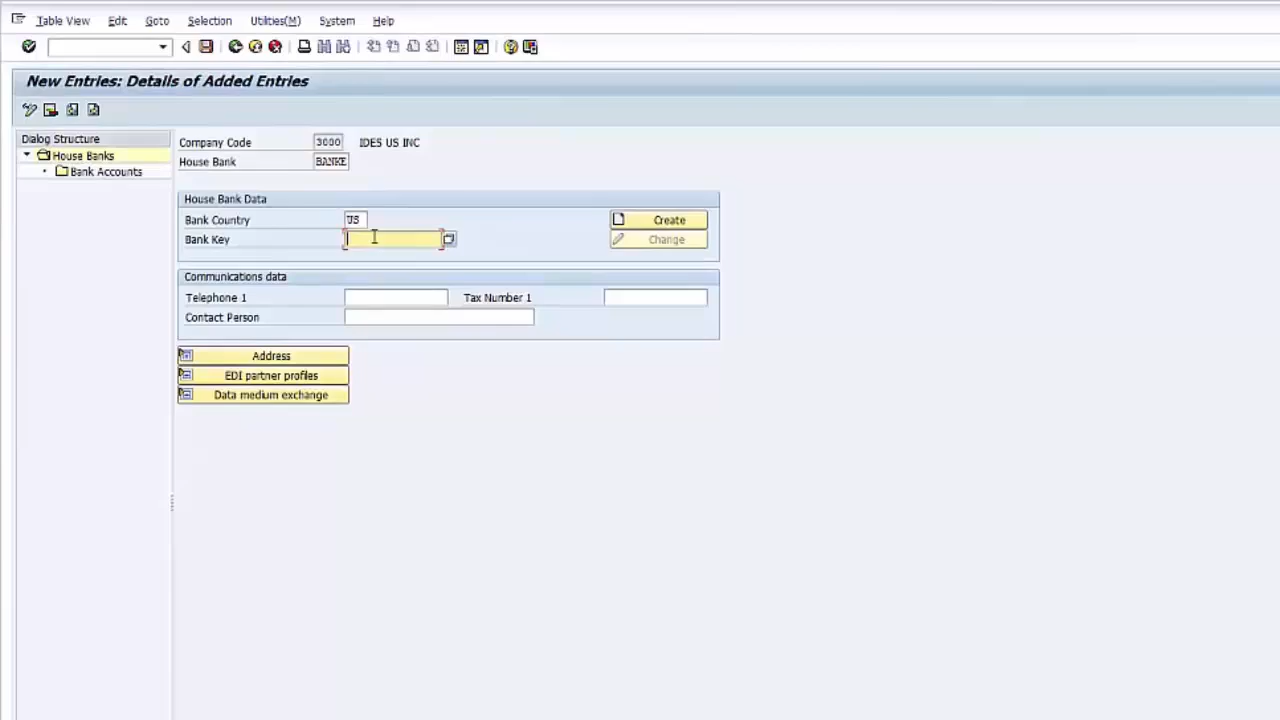 Table View Edit Goto Selection Utilities(M) System Help
New Entries: Details of Added Entries
Dialog Structure
House Banks
Bank Accounts
Company Code 3000 IDES US INC
House Bank BANKE
House Bank Data
Bank Country US Create
Bank Key Change
Communications data
Telephone 1 Tax Number 1
Contact Person
Address
EDI partner profiles
Data medium exchange